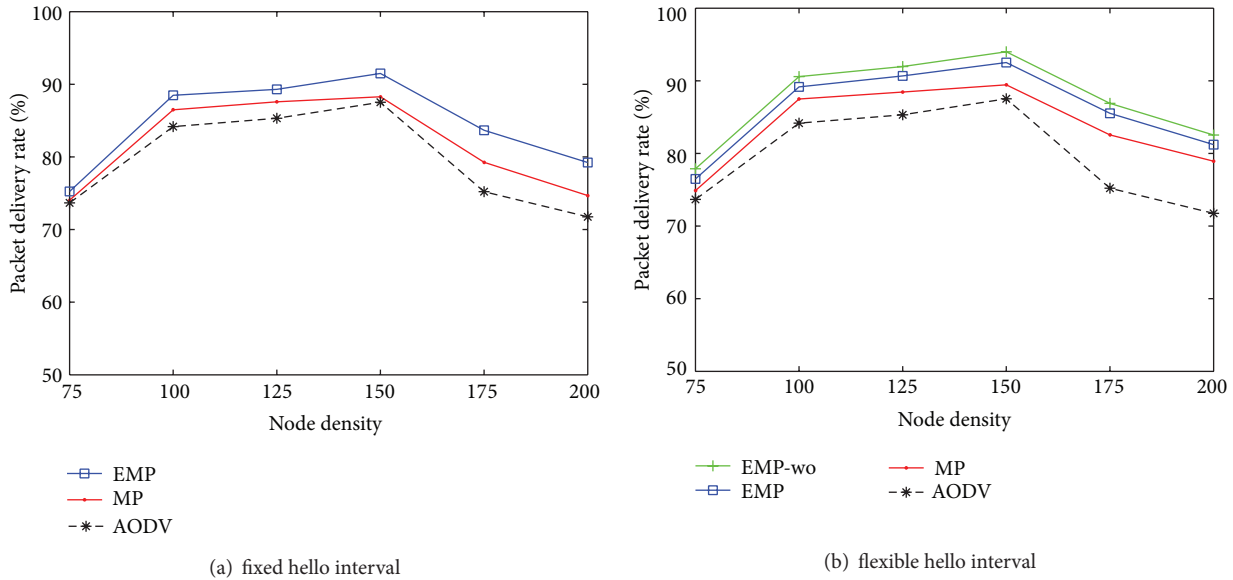 100
90
80
70
60
50
Packet delivery rate (%)
75 100 125 150 175 200
Node density
EMP
MP
AODV
(a) fixed hello interval
100
90
80
70
60
50
Packet delivery rate (%)
75 100 125 150 175 200
Node density
EMP-wo
EMP
MP
AODV
(b) flexible hello interval